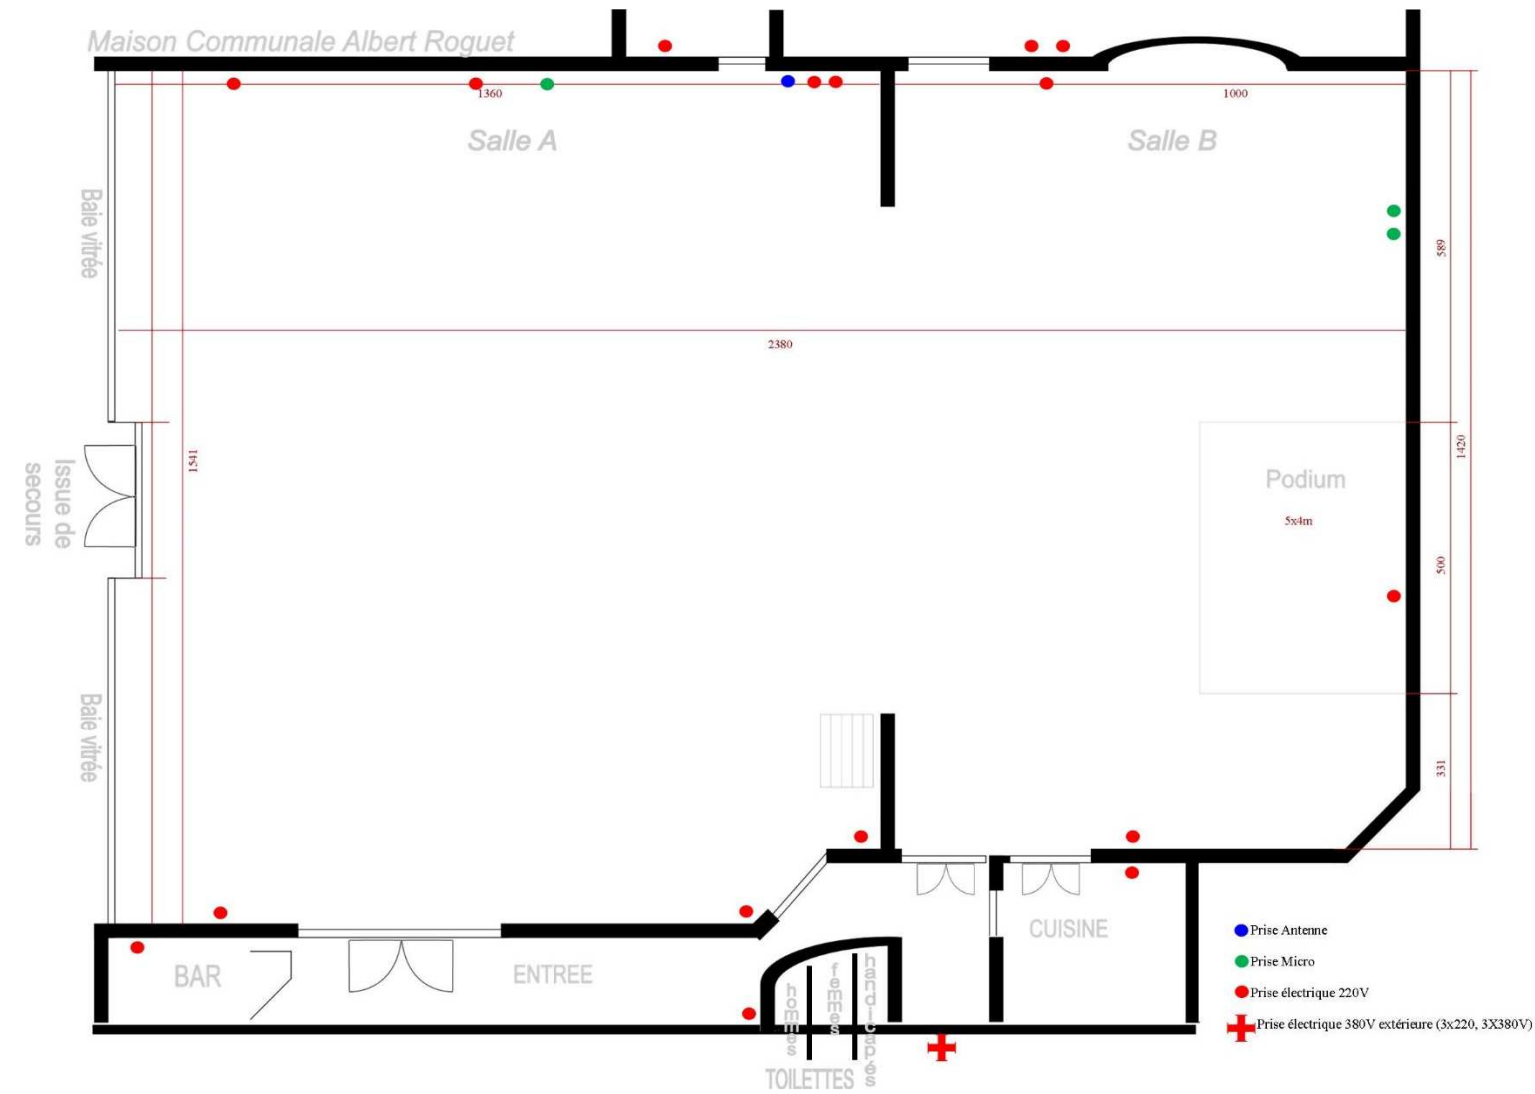 Maison Communale Albert Roguet
1360
1000
Salle A
Salle B
Baie vitrée
589
2380
1541
1420
Issue de
secours
Podium
5x4m
500
Baie vitrée
331
BAR
ENTREE
CUISINE
hommes
femmes
handicapés
TOILETTES
Prise Antenne
Prise Micro
Prise électrique 220V
Prise électrique 380V extérieure (3x220, 3X380V)